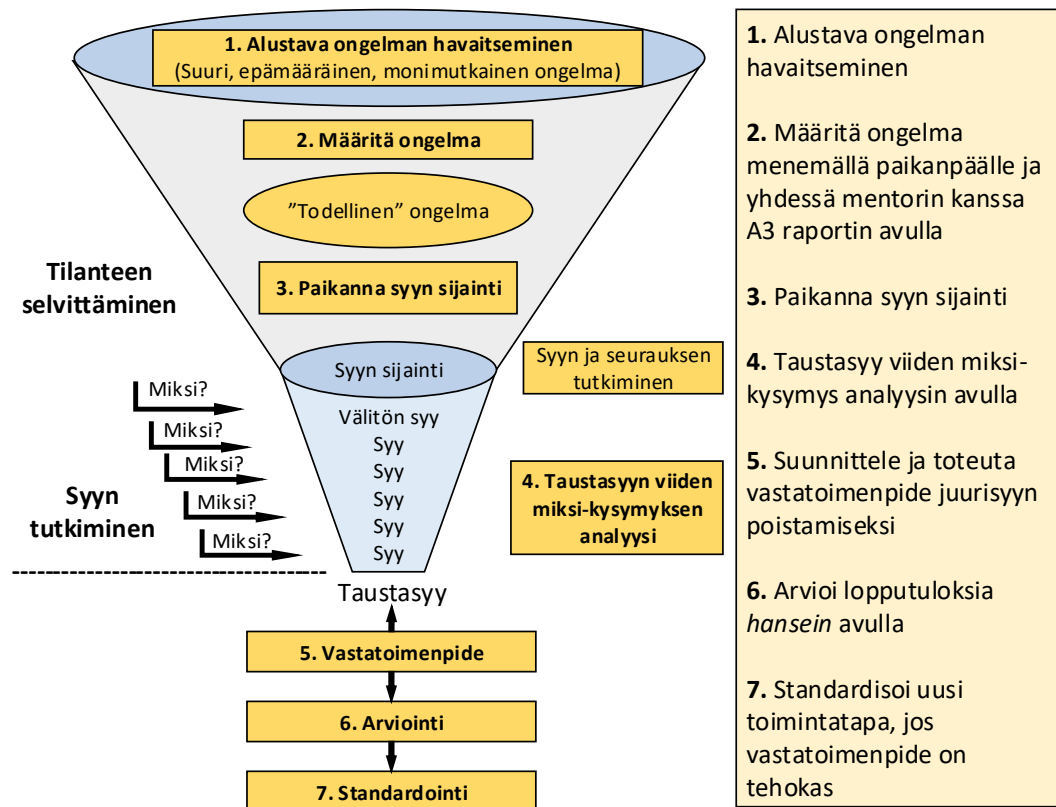 1. Alustava ongelman havaitseminen
(Suuri, epämääräinen, monimutkainen ongelma)
2. Määritä ongelma
”Todellinen” ongelma
3. Paikanna syyn sijainti
Tilanteen
selvittäminen
Syyn sijainti
Syyn ja seurauksen
tutkiminen
Miksi?
Miksi?
Miksi?
Miksi?
Miksi?
Välitön syy
Syy
Syy
Syy
Syy
Syy
Syyn
tutkiminen
4. Taustasyyn viiden
miksi-kysymyksen
analyysi
Taustasyy
5. Vastatoimenpide
6. Arviointi
7. Standardointi
1. Alustava ongelman
havaitseminen
2. Määritä ongelma
menemällä paikanpäälle ja
yhdessä mentorin kanssa
A3 raportin avulla
3. Paikanna syyn sijainti
4. Taustasyy viiden miksi-
kysymys analyysin avulla
5. Suunnittele ja toteuta
vastatoimenpide juurisyyn
poistamiseksi
6. Arvioi lopputuloksia
hansein avulla
7. Standardisoi uusi
toimintatapa, jos
vastatoimenpide on
tehokas